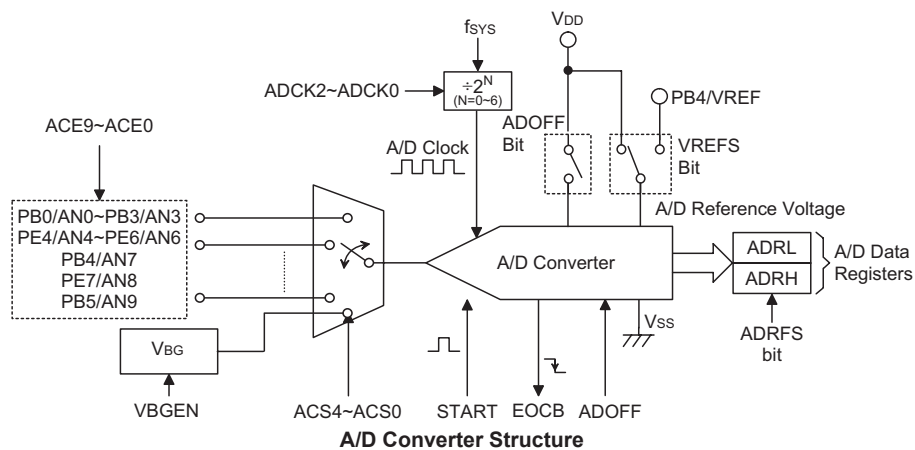 fSYS
VDD
ADCK2~ADCK0
÷2N
(N=0~6)
PB4/VREF
ACE9~ACE0
A/D Clock
ADOFF
Bit
VREFS
Bit
PB0/AN0~PB3/AN3
PE4/AN4~PE6/AN6
PB4/AN7
PE7/AN8
PB5/AN9
A/D Reference Voltage
A/D Converter
ADRL
ADRH
A/D Data
Registers
VSS
ADRFS
bit
VBG
VBGEN
ACS4~ACS0
START
EOCB
ADOFF
A/D Converter Structure